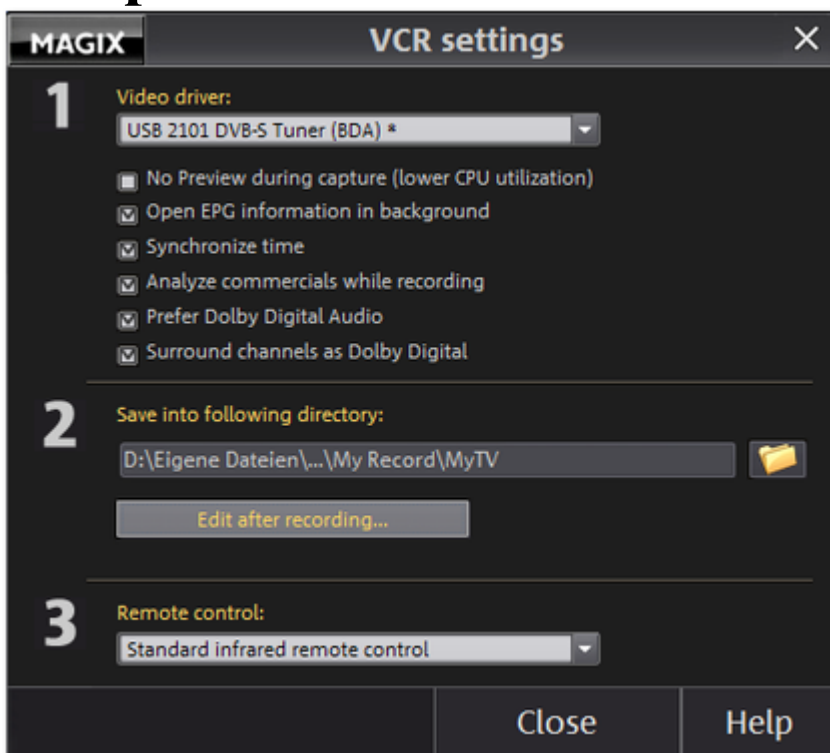 MAGIX
VCR settings
1
Video driver:
USB 2101 DVB-S Tuner (BDA) *
No Preview during capture (lower CPU utilization)
Open EPG information in background
Synchronize time
Analyze commercials while recording
Prefer Dolby Digital Audio
Surround channels as Dolby Digital
2
Save into following directory:
D:\Eigene Dateien\...\My Record\MyTV
Edit after recording...
3
Remote control:
Standard infrared remote control
Close
Help